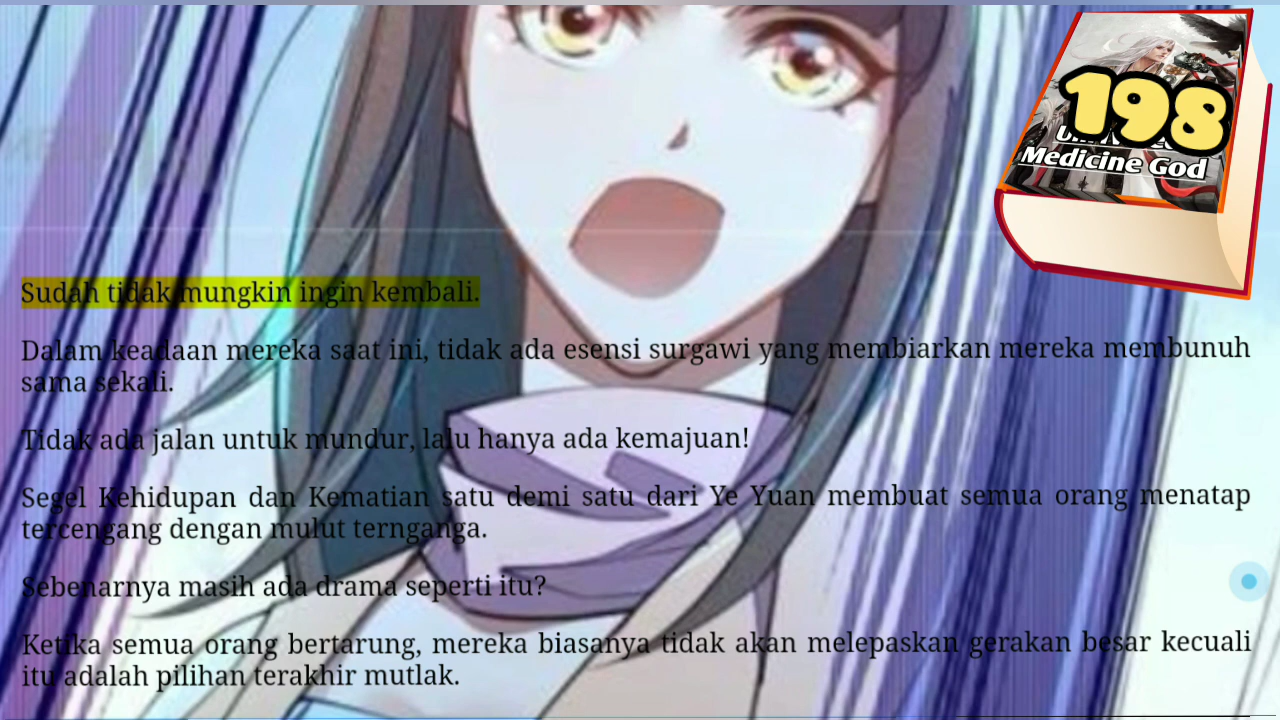 198
Medicine God
Sudah tidak mungkin ingin kembali.
Dalam keadaan mereka saat ini, tidak ada esensi surgawi yang membiarkan mereka membunuh
sama sekali.
Tidak ada jalan untuk mundur, lalu hanya ada kemajuan!
Segel Kehidupan dan Kematian satu demi satu dari Ye Yuan membuat semua orang menatap
tercengang dengan mulut ternganga.
Sebenarnya masih ada drama seperti itu?
Ketika semua orang bertarung, mereka biasanya tidak akan melepaskan gerakan besar kecuali
itu adalah pilihan terakhir mutlak.